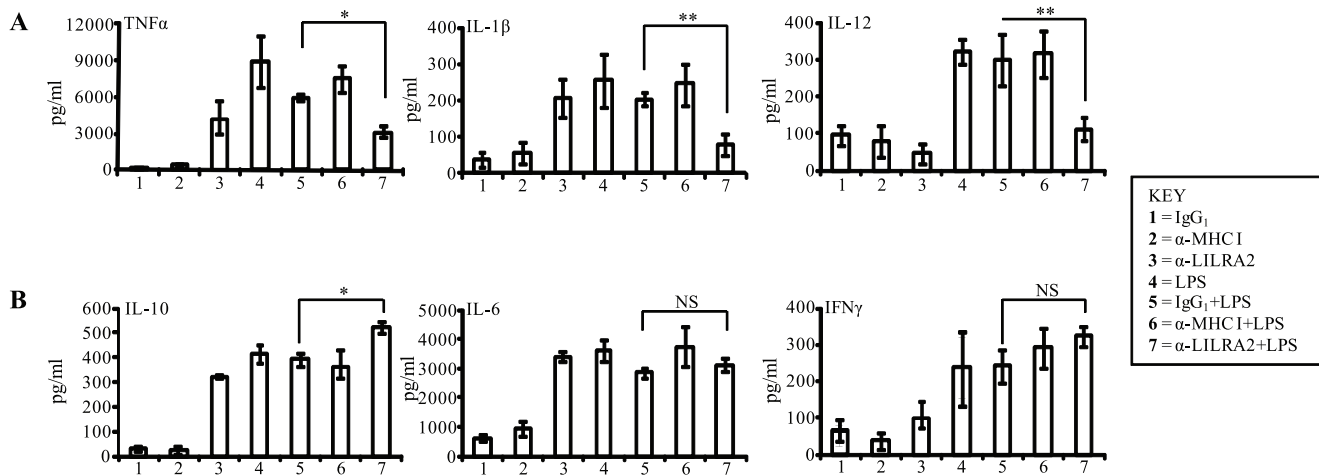 A
TNFα
*
pg/ml
12000
9000
6000
3000
0
1 2 3 4 5 6 7
IL-1β
**
pg/ml
400
300
200
100
0
1 2 3 4 5 6 7
IL-12
**
pg/ml
400
300
200
100
0
1 2 3 4 5 6 7
B
IL-10
*
pg/ml
600
500
400
300
200
100
0
1 2 3 4 5 6 7
IL-6
NS
pg/ml
5000
4000
3000
2000
1000
0
1 2 3 4 5 6 7
IFNγ
NS
pg/ml
400
300
200
100
0
1 2 3 4 5 6 7
KEY
1 = IgG₁
2 = α-MHC I
3 = α-LILRA2
4 = LPS
5 = IgG₁+LPS
6 = α-MHC I+LPS
7 = α-LILRA2+LPS